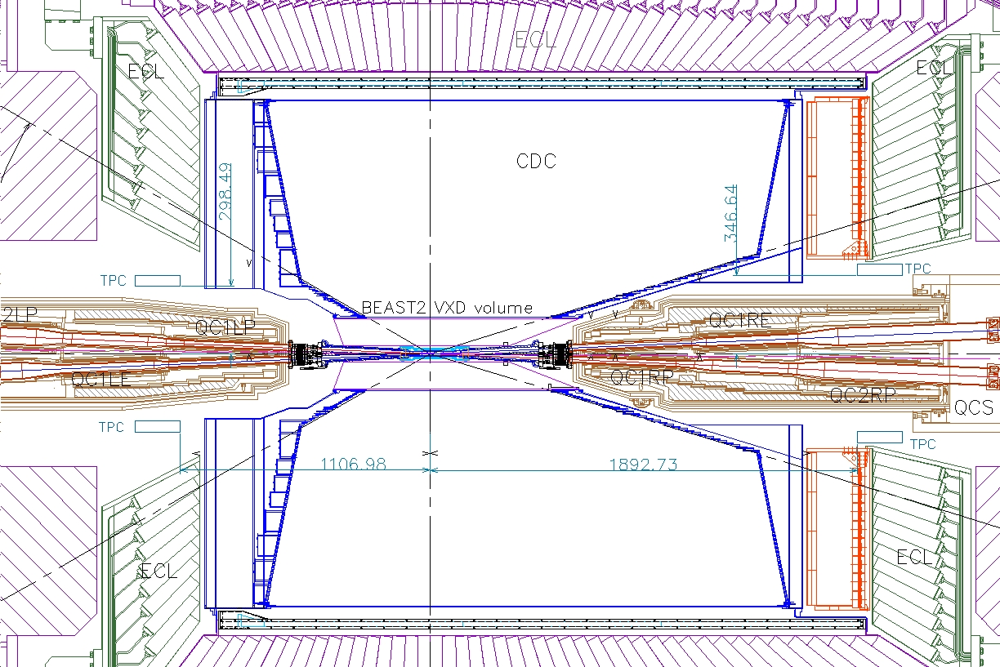 ECL
ECL
ECL
CDC
298.49
346.64
TPC
TPC
BEAST2 VXD volume
2LP
QC1LP
QC1RE
QC1LE
QC1RP
QC2RP
QCS
TPC
TPC
1106.98
1892.73
ECL
ECL